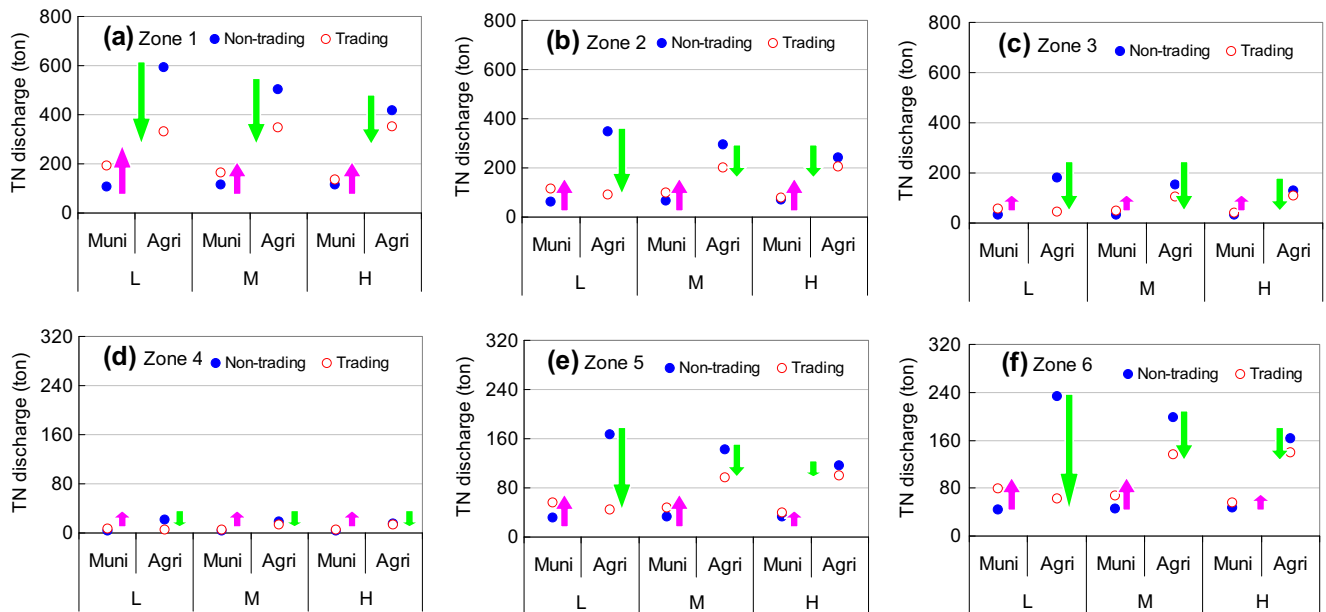 (a) Zone 1 Non-trading Trading
TN discharge (ton)
800
600
400
200
0
Muni Agri Muni Agri Muni Agri
L M H
(b) Zone 2 Non-trading Trading
TN discharge (ton)
800
600
400
200
0
Muni Agri Muni Agri Muni Agri
L M H
(c) Zone 3 Non-trading Trading
TN discharge (ton)
800
600
400
200
0
Muni Agri Muni Agri Muni Agri
L M H
(d) Zone 4 Non-trading Trading
TN discharge (ton)
320
240
160
80
0
Muni Agri Muni Agri Muni Agri
L M H
(e) Zone 5 Non-trading Trading
TN discharge (ton)
320
240
160
80
0
Muni Agri Muni Agri Muni Agri
L M H
(f) Zone 6 Non-trading Trading
TN discharge (ton)
320
240
160
80
0
Muni Agri Muni Agri Muni Agri
L M H